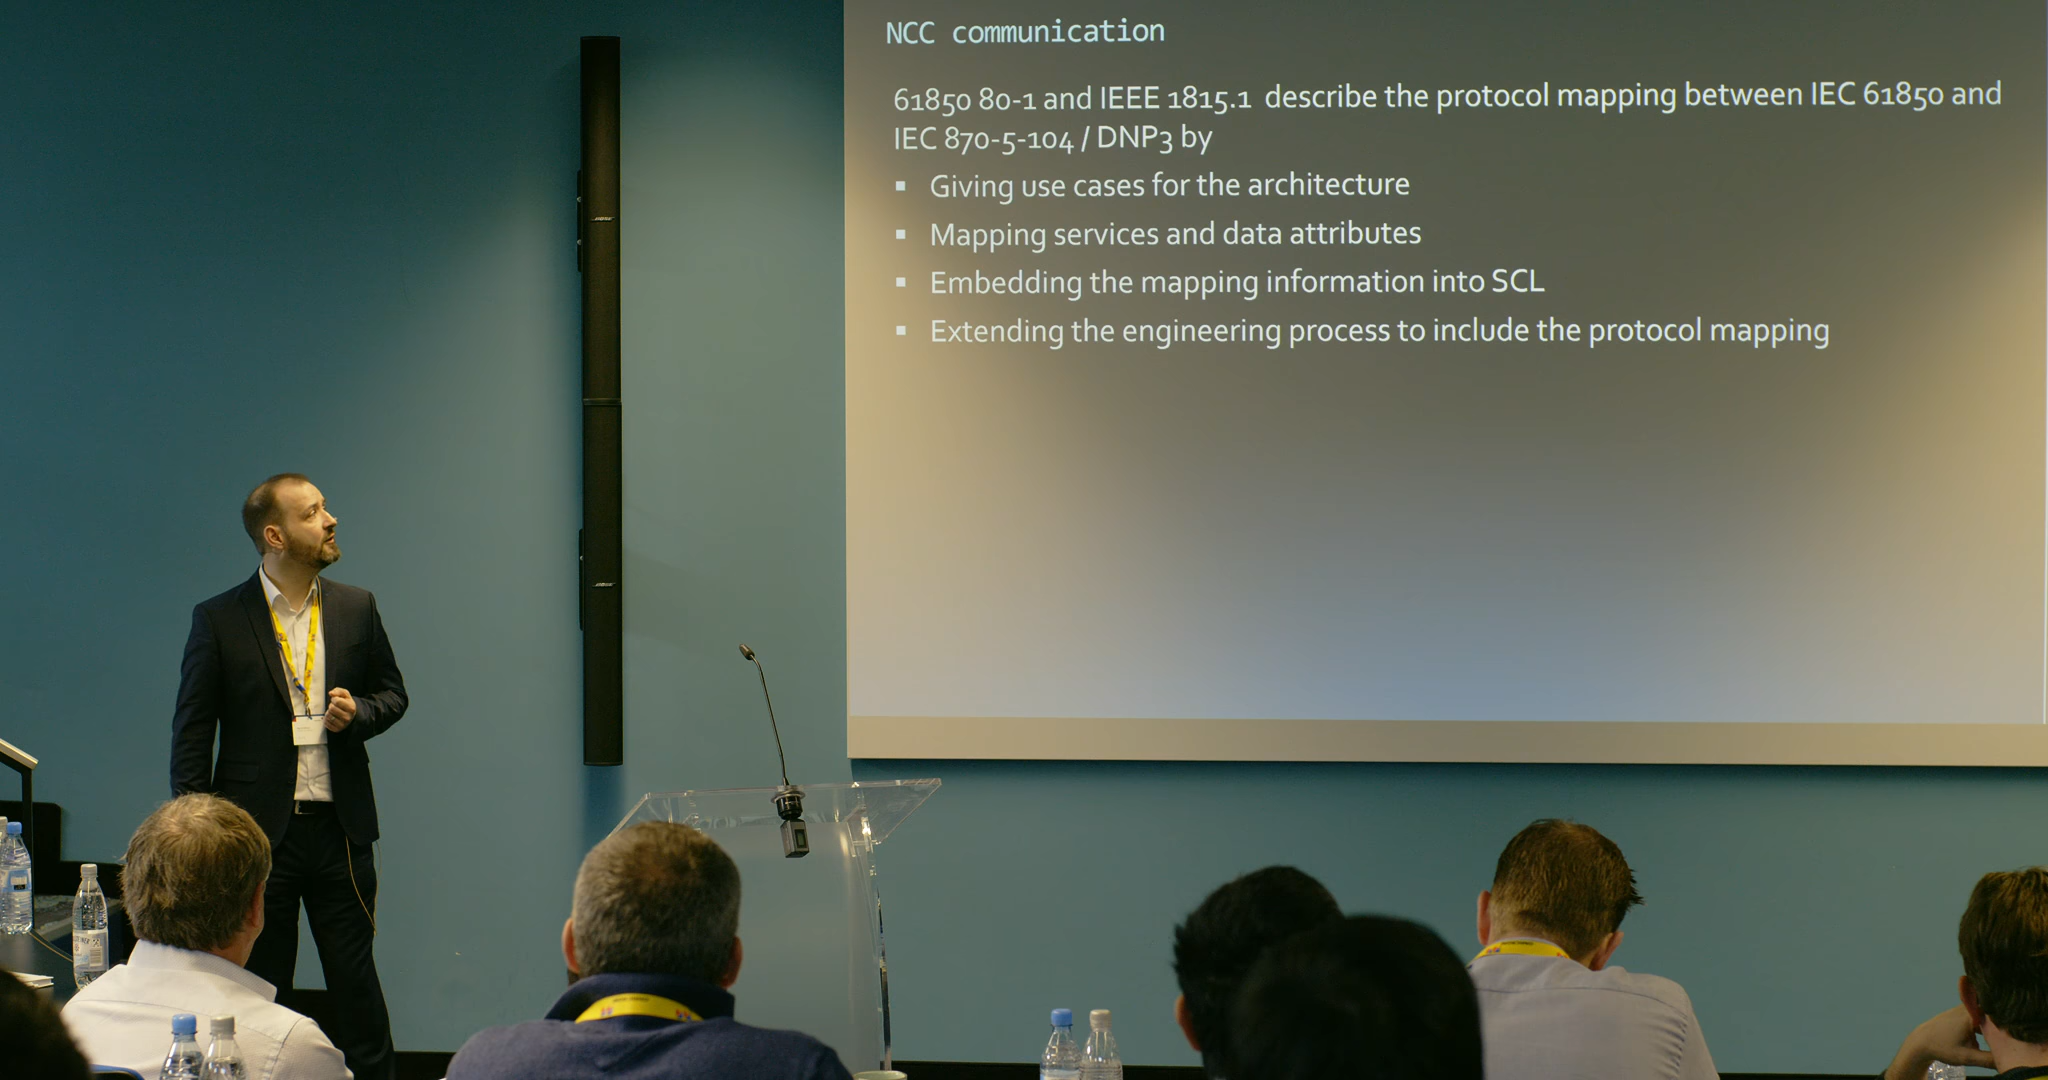 NCC communication
61850 80-1 and IEEE 1815.1 describe the protocol mapping between IEC 61850 and
IEC 870-5-104 / DNP3 by
▪ Giving use cases for the architecture
▪ Mapping services and data attributes
▪ Embedding the mapping information into SCL
▪ Extending the engineering process to include the protocol mapping